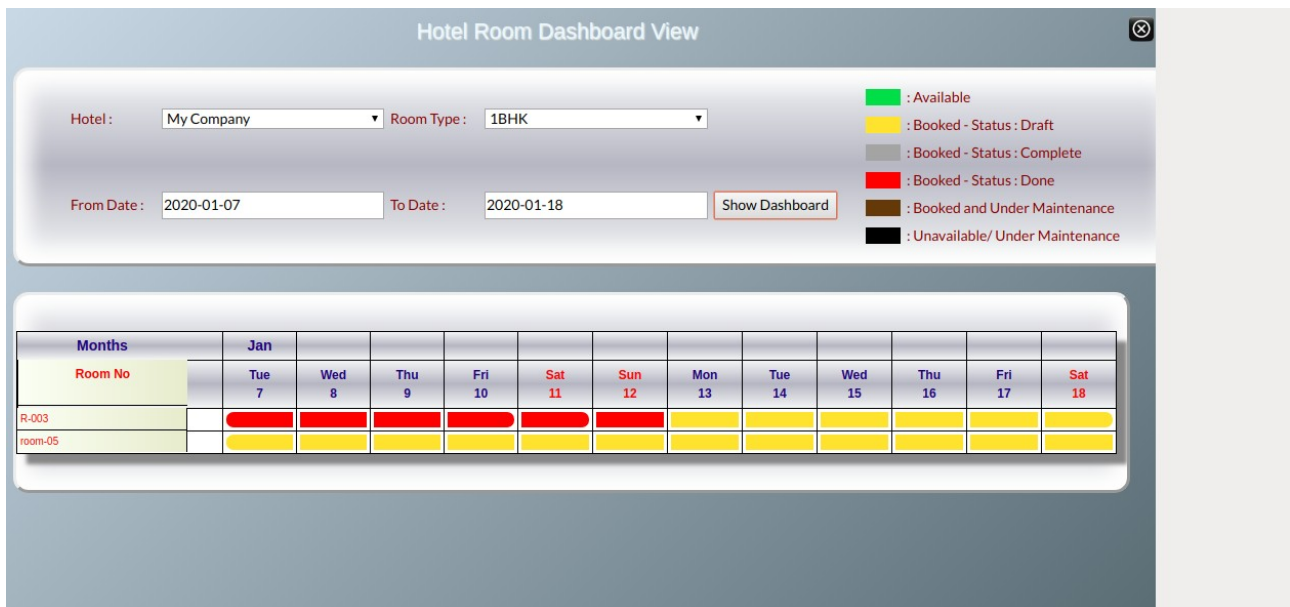 Hotel Room Dashboard View
Hotel : My Company Room Type : 1BHK
From Date : 2020-01-07 To Date : 2020-01-18 Show Dashboard
: Available
: Booked - Status : Draft
: Booked - Status : Complete
: Booked - Status : Done
: Booked and Under Maintenance
: Unavailable/ Under Maintenance
Months Jan
Room No Tue Wed Thu Fri Sat Sun Mon Tue Wed Thu Fri Sat
7 8 9 10 11 12 13 14 15 16 17 18
R-003
room-05